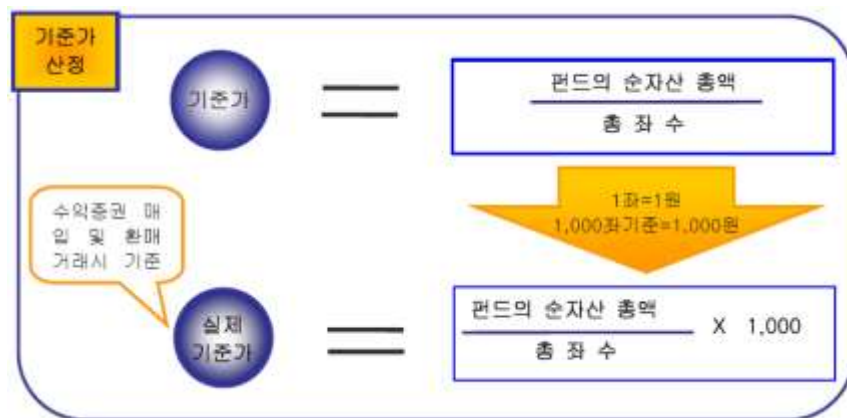 기준가
산정
기준가
펀드의 순자산 총액
총 좌 수
1좌=1원
1,000좌기준=1,000원
수익증권 매
입 및 환매
거래시 기준
실제
기준가
펀드의 순자산 총액
총 좌 수
X 1,000